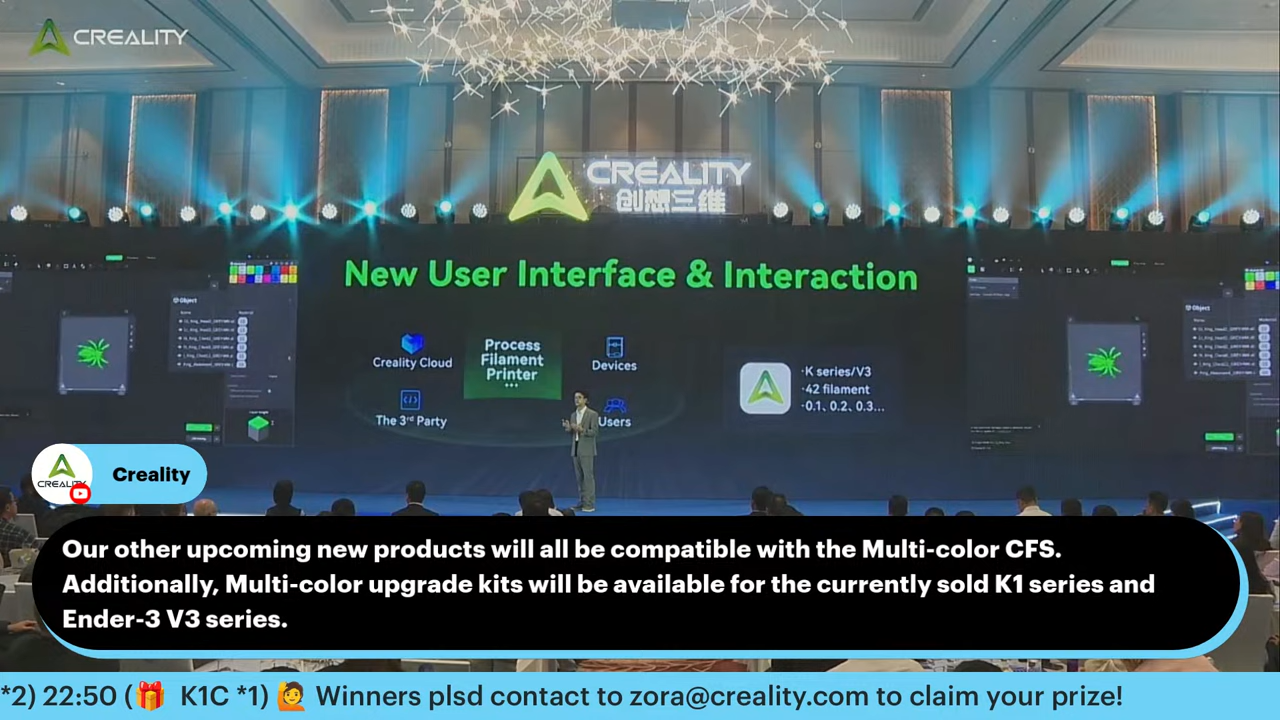 CREALITY
CREALITY
创想三维
New User Interface & Interaction
Object
Object
Creality Cloud
Process
Filament
Printer
Devices
The 3rd Party
Users
·K series/V3
·42 filament
·0.1、0.2、0.3...
CREALITY
Creality
Our other upcoming new products will all be compatible with the Multi-color CFS.
Additionally, Multi-color upgrade kits will be available for the currently sold K1 series and
Ender-3 V3 series.
*2) 22:50 (🎁 K1C *1) 🙋 Winners plsd contact to zora@creality.com to claim your prize!